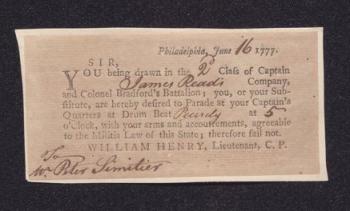 Philadelphia, June 16 1777.
SIR,
YOU being drawn in the 2d Class of Captain
James Read's Company,
and Colonel Bradford's Battalion; you, or your Sub-
stitute, are hereby desired to Parade at your Captain's
Quarters at Drum Beat at 5
o'Clock, with your arms and accoutrements, agreeable
to the Militia Law of this State; therefore fail not.
WILLIAM HENRY, Lieutenant, C. P.
To
Mr. Peter Simitier